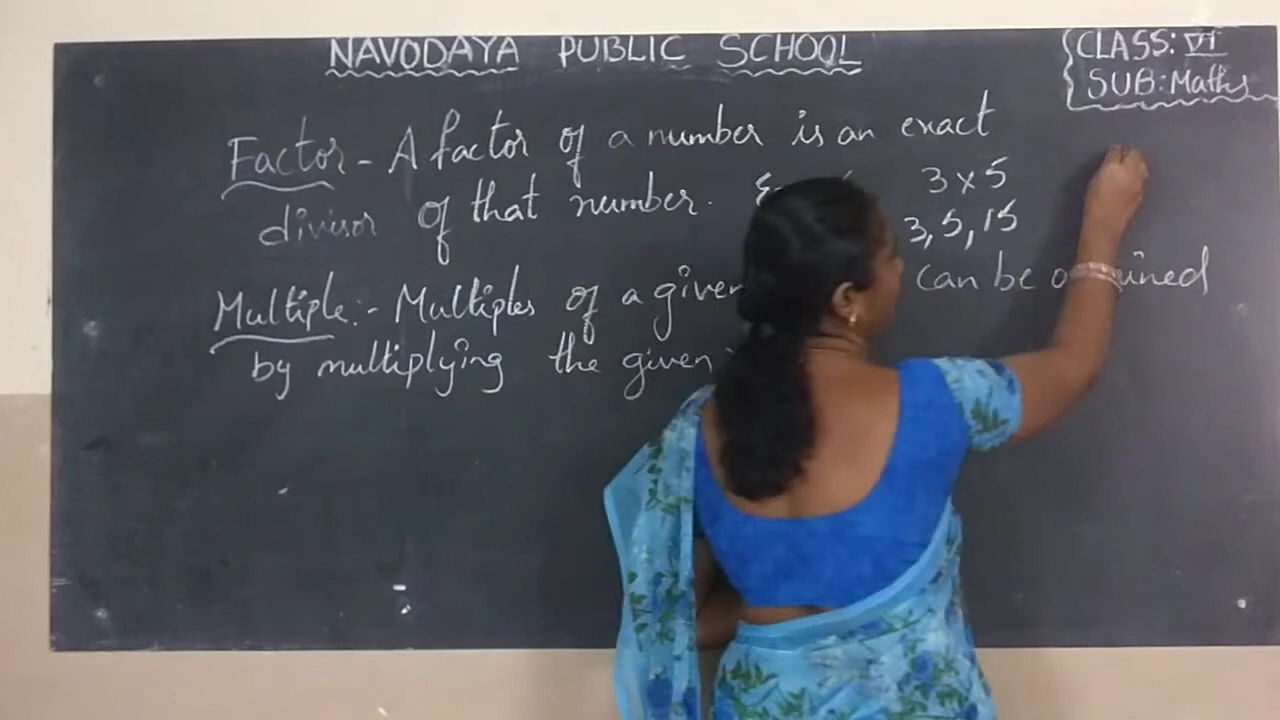 NAVODAYA PUBLIC SCHOOL
CLASS: VI
SUB: Maths
Factor - A factor of a number is an exact
divisor of that number. 3 x 5
3, 5, 15
Multiple:- Multiples of a given can be
by multiplying the given